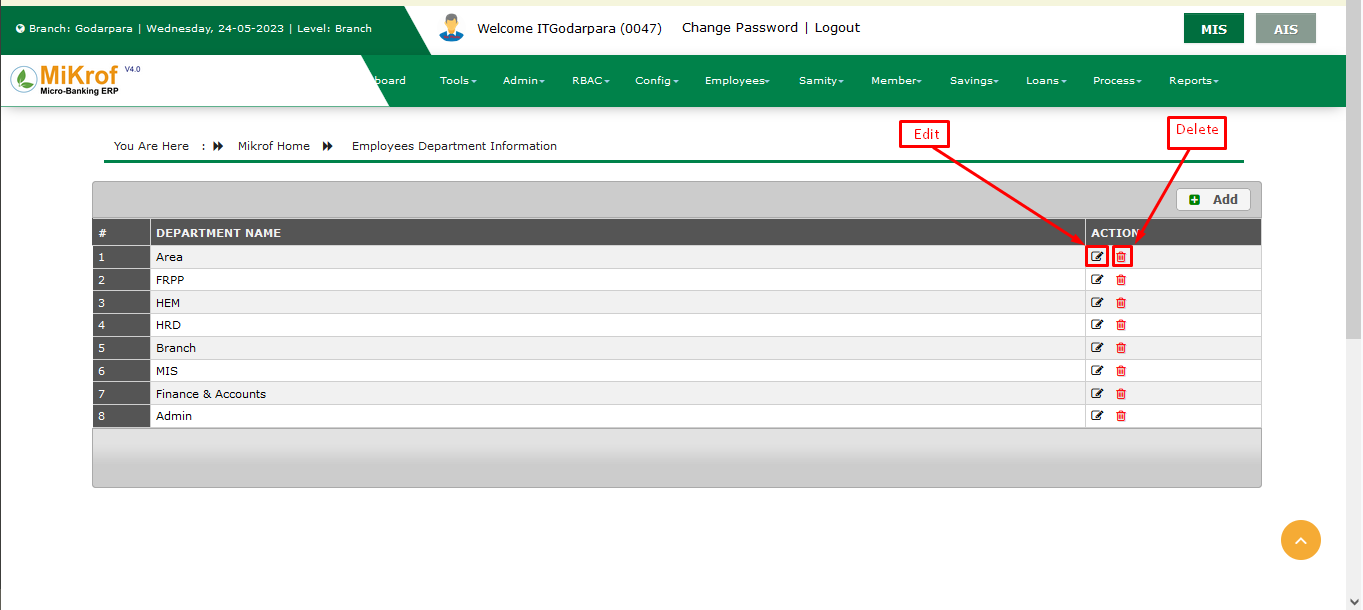 Branch: Godarpara | Wednesday, 24-05-2023 | Level: Branch
Welcome ITGodarpara (0047) Change Password | Logout
MIS AIS
MiKrof V4.0
Micro-Banking ERP
board Tools Admin RBAC Config Employees Samity Member Savings Loans Process Reports
Edit Delete
You Are Here : Mikrof Home Employees Department Information
Add
# DEPARTMENT NAME ACTION
1 Area
2 FRPP
3 HEM
4 HRD
5 Branch
6 MIS
7 Finance & Accounts
8 Admin